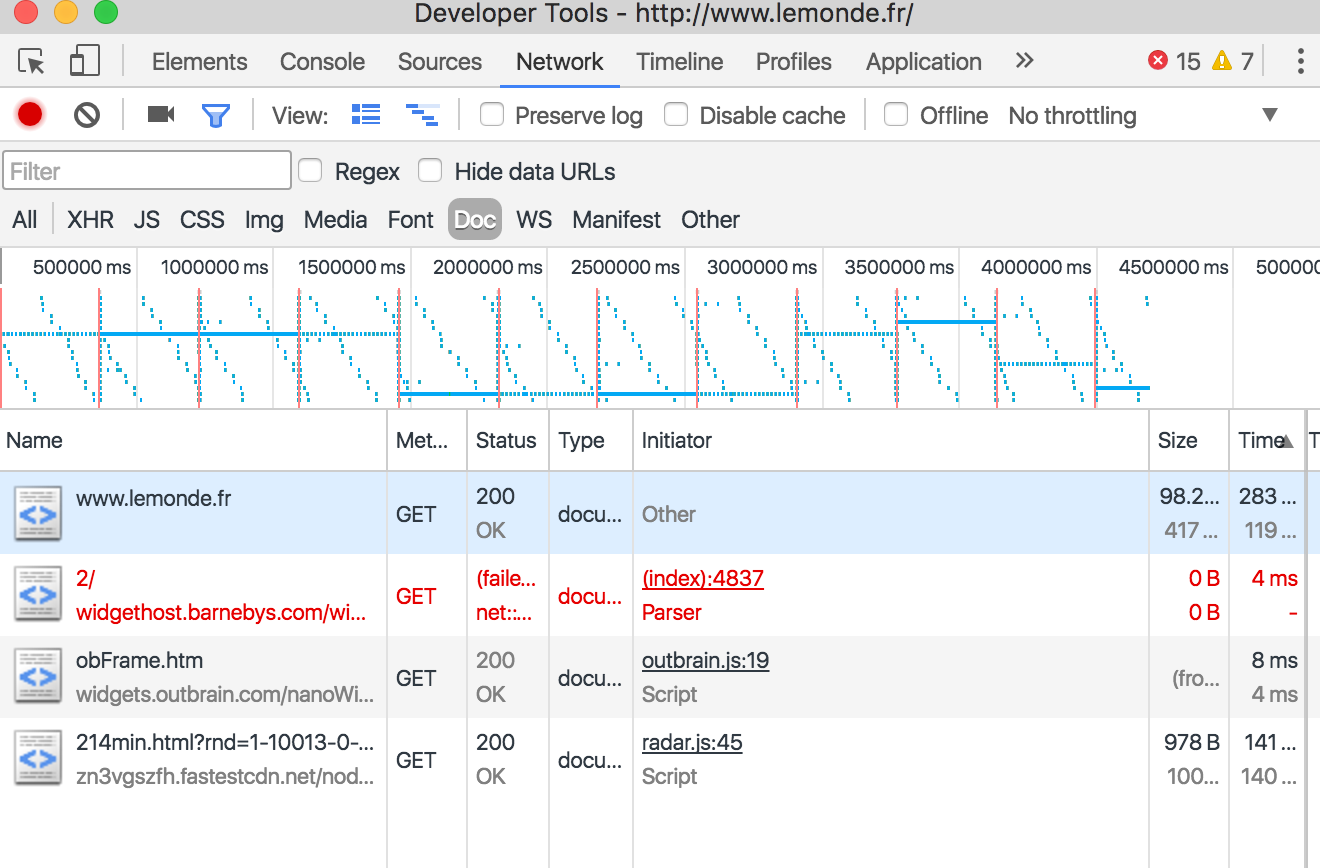 Developer Tools - http://www.lemonde.fr/
Elements Console Sources Network Timeline Profiles Application 15 7
View: Preserve log Disable cache Offline No throttling
Filter Regex Hide data URLs
All XHR JS CSS Img Media Font Doc WS Manifest Other
500000 ms 1000000 ms 1500000 ms 2000000 ms 2500000 ms 3000000 ms 3500000 ms 4000000 ms 4500000 ms 500000
Name Met... Status Type Initiator Size Time T
www.lemonde.fr GET 200 docu... Other 98.2... 283 ...
OK 417 ... 119 ...
2/ GET (faile... docu... (index):4837 0 B 4 ms
widgethost.barnebys.com/wi... net::... Parser 0 B -
obFrame.htm GET 200 docu... outbrain.js:19 (fro... 8 ms
widgets.outbrain.com/nanoWi... OK Script 4 ms
214min.html?rnd=1-10013-0-... GET 200 docu... radar.js:45 978 B 141 ...
zn3vgszfh.fastestcdn.net/nod... OK Script 100... 140 ...